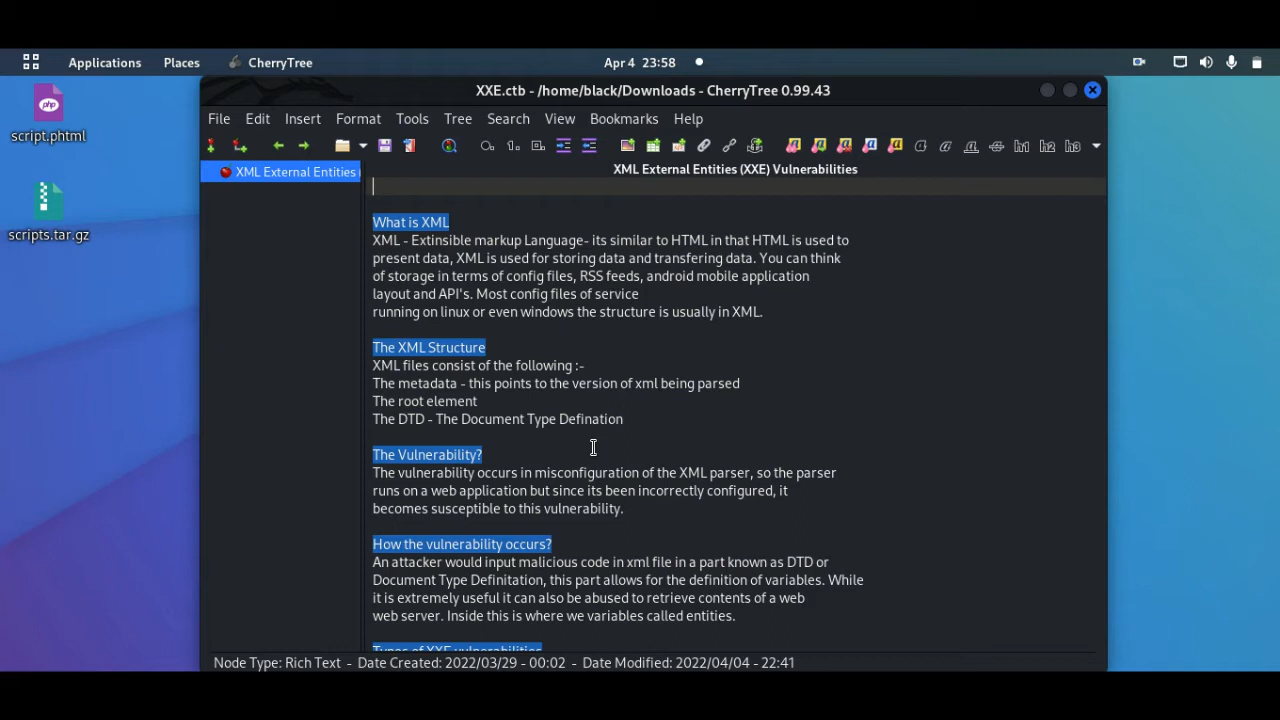 Applications Places CherryTree Apr 4 23:58
script.phtml
scripts.tar.gz
php
XXE.ctb - /home/black/Downloads - CherryTree 0.99.43
File Edit Insert Format Tools Tree Search View Bookmarks Help
h1 h2 h3
XML External Entities (
XML External Entities (XXE) Vulnerabilities
What is XML
XML - Extinsible markup Language- its similar to HTML in that HTML is used to
present data, XML is used for storing data and transfering data. You can think
of storage in terms of config files, RSS feeds, android mobile application
layout and API's. Most config files of service
running on linux or even windows the structure is usually in XML.
The XML Structure
XML files consist of the following :-
The metadata - this points to the version of xml being parsed
The root element
The DTD - The Document Type Defination
The Vulnerability?
The vulnerability occurs in misconfiguration of the XML parser, so the parser
runs on a web application but since its been incorrectly configured, it
becomes susceptible to this vulnerability.
How the vulnerability occurs?
An attacker would input malicious code in xml file in a part known as DTD or
Document Type Definitation, this part allows for the definition of variables. While
it is extremely useful it can also be abused to retrieve contents of a web
web server. Inside this is where we variables called entities.
Types of XXE vulnerabilities
Node Type: Rich Text - Date Created: 2022/03/29 - 00:02 - Date Modified: 2022/04/04 - 22:41